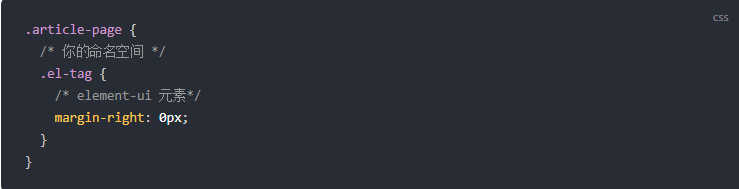 css
.article-page {
/* 你的命名空间 */
.el-tag {
/* element-ui 元素*/
margin-right: 0px;
}
}